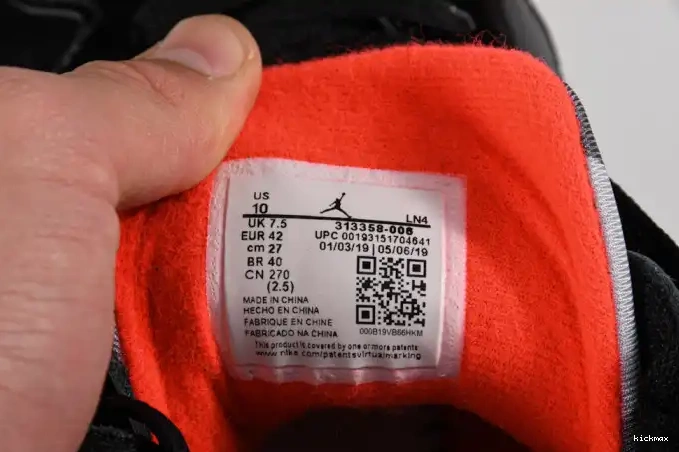 US
10
LN4
UK 7.5
313358-006
EUR 42
UPC 00193151704641
cm 27
01/03/19 | 05/06/19
BR 40
CN 270
(2.5)
MADE IN CHINA
HECHO EN CHINA
FABRIQUE EN CHINE
FABRICADO NA CHINA
000B19VB66HKM
This product is covered by one or more patents
www.nike.com/patentsvirtualmarking
kickmax